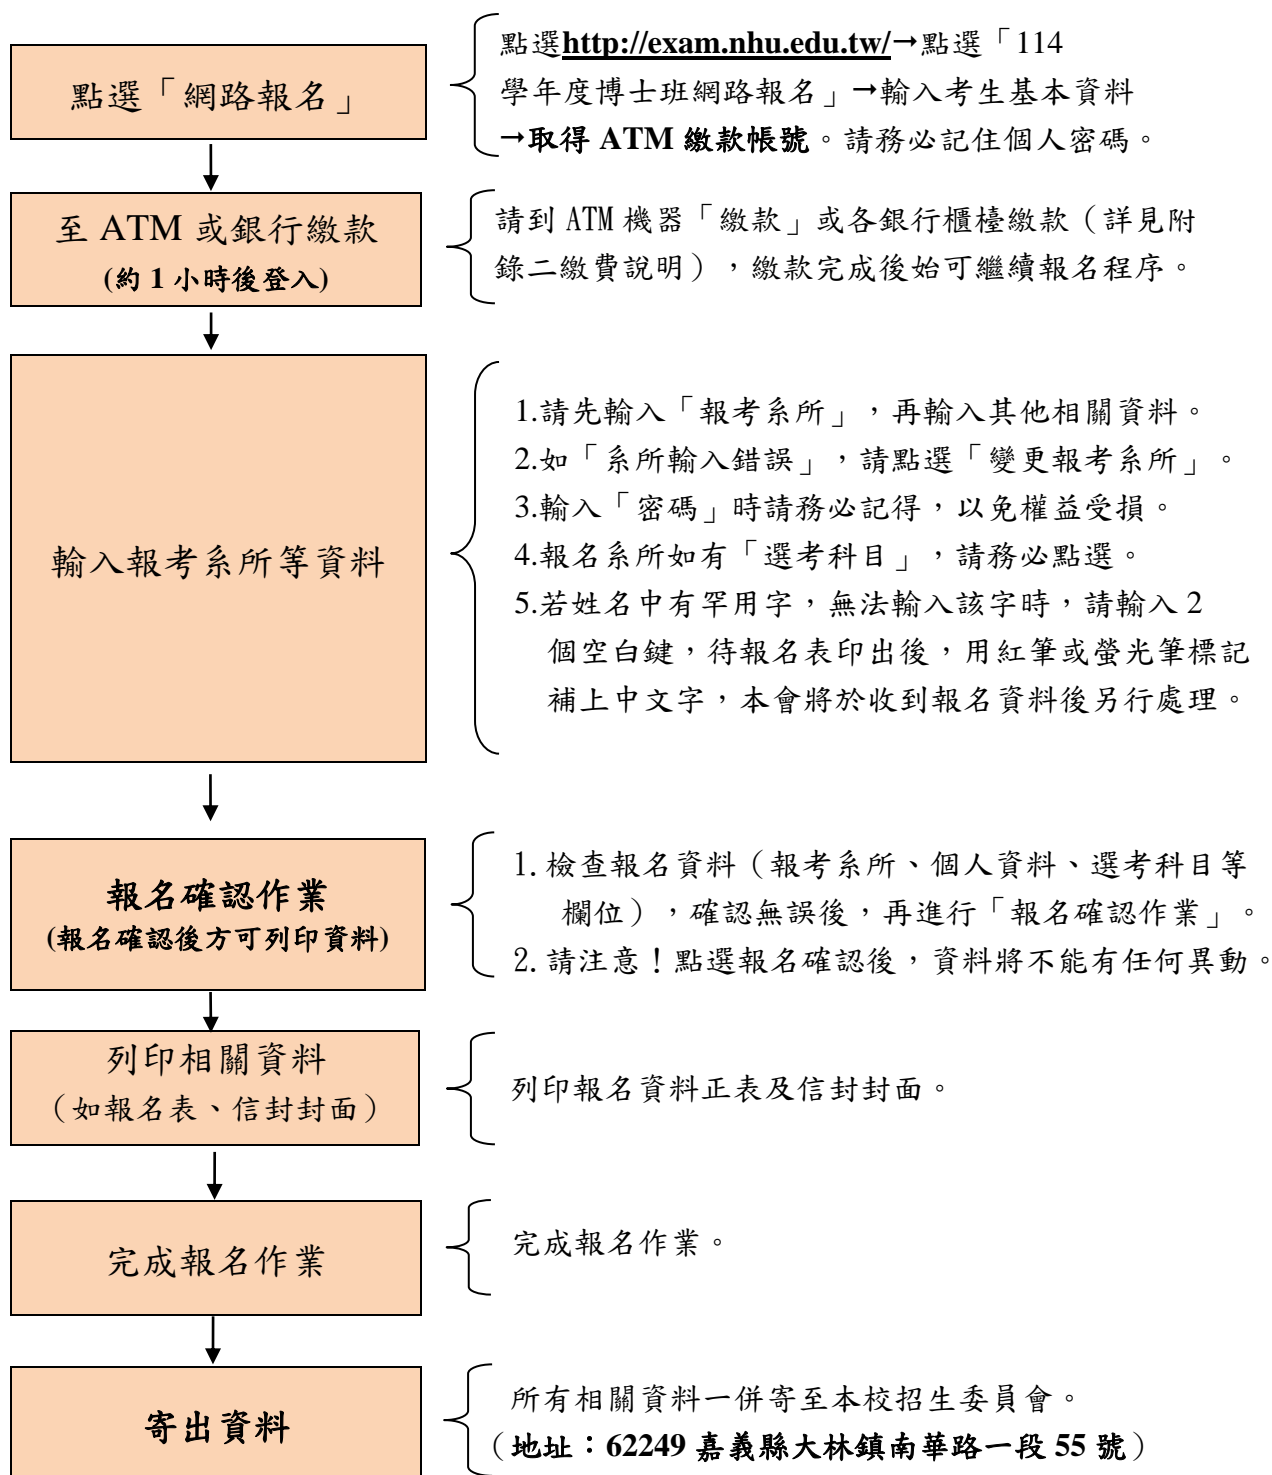 點選「網路報名」
點選http://exam.nhu.edu.tw/→點選「114
學年度博士班網路報名」→輸入考生基本資料
→取得 ATM 繳款帳號。請務必記住個人密碼。
至 ATM 或銀行繳款
(約 1 小時後登入)
請到 ATM 機器「繳款」或各銀行櫃檯繳款（詳見附
錄二繳費說明），繳款完成後始可繼續報名程序。
輸入報考系所等資料
1.請先輸入「報考系所」，再輸入其他相關資料。
2.如「系所輸入錯誤」，請點選「變更報考系所」。
3.輸入「密碼」時請務必記得，以免權益受損。
4.報名系所如有「選考科目」，請務必點選。
5.若姓名中有罕用字，無法輸入該字時，請輸入 2
個空白鍵，待報名表印出後，用紅筆或螢光筆標記
補上中文字，本會將於收到報名資料後另行處理。
報名確認作業
(報名確認後方可列印資料)
1. 檢查報名資料（報考系所、個人資料、選考科目等
欄位），確認無誤後，再進行「報名確認作業」。
2. 請注意！點選報名確認後，資料將不能有任何異動。
列印相關資料
（如報名表、信封封面）
列印報名資料正表及信封封面。
完成報名作業
完成報名作業。
寄出資料
所有相關資料一併寄至本校招生委員會。
（地址：62249 嘉義縣大林鎮南華路一段 55 號）